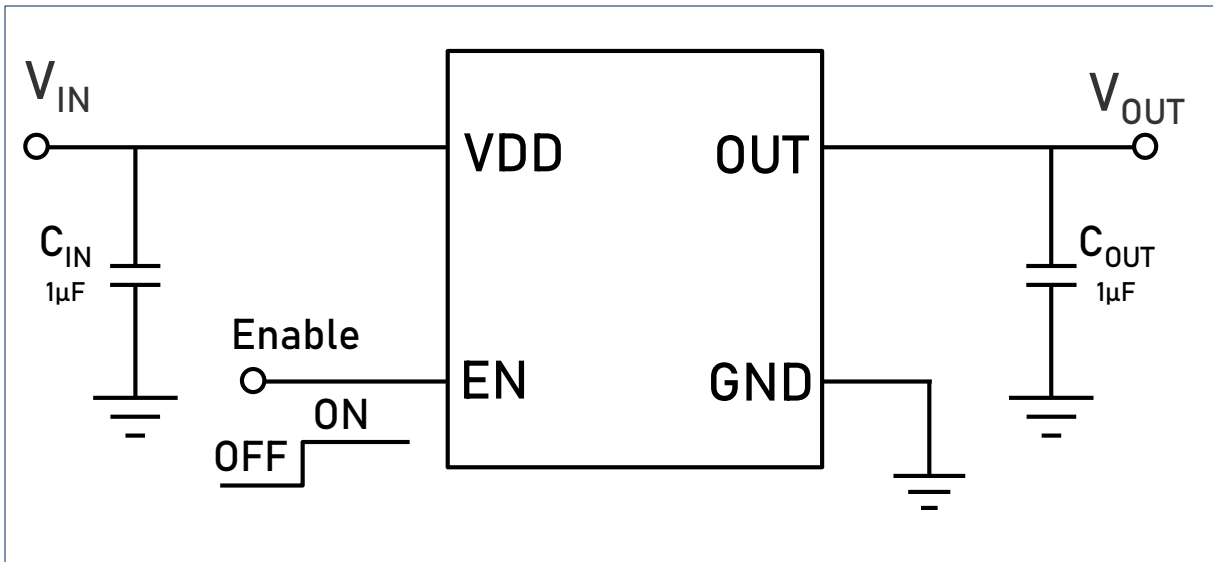 VIN
VOUT
VDD
OUT
CIN
1µF
COUT
1µF
Enable
EN
GND
ON
OFF